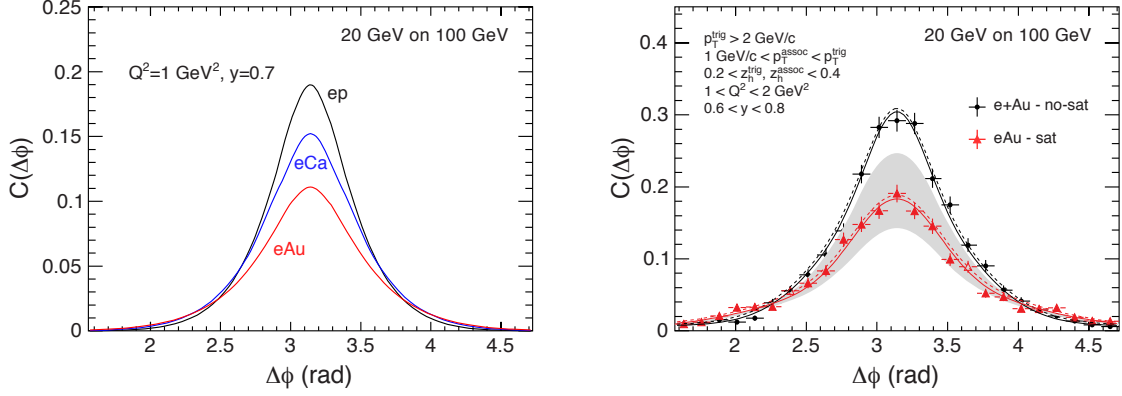 20 GeV on 100 GeV
Q²=1 GeV², y=0.7
ep
eCa
eAu
C(Δϕ)
0.25
0.2
0.15
0.1
0.05
0
2
2.5
3
3.5
4
4.5
Δϕ (rad)
20 GeV on 100 GeV
p_T^trig > 2 GeV/c
1 GeV/c < p_T^assoc < p_T^trig
0.2 < z_h^trig, z_h^assoc < 0.4
1 < Q² < 2 GeV²
0.6 < y < 0.8
e+Au - no-sat
eAu - sat
C(Δϕ)
0.4
0.3
0.2
0.1
0
2
2.5
3
3.5
4
4.5
Δϕ (rad)